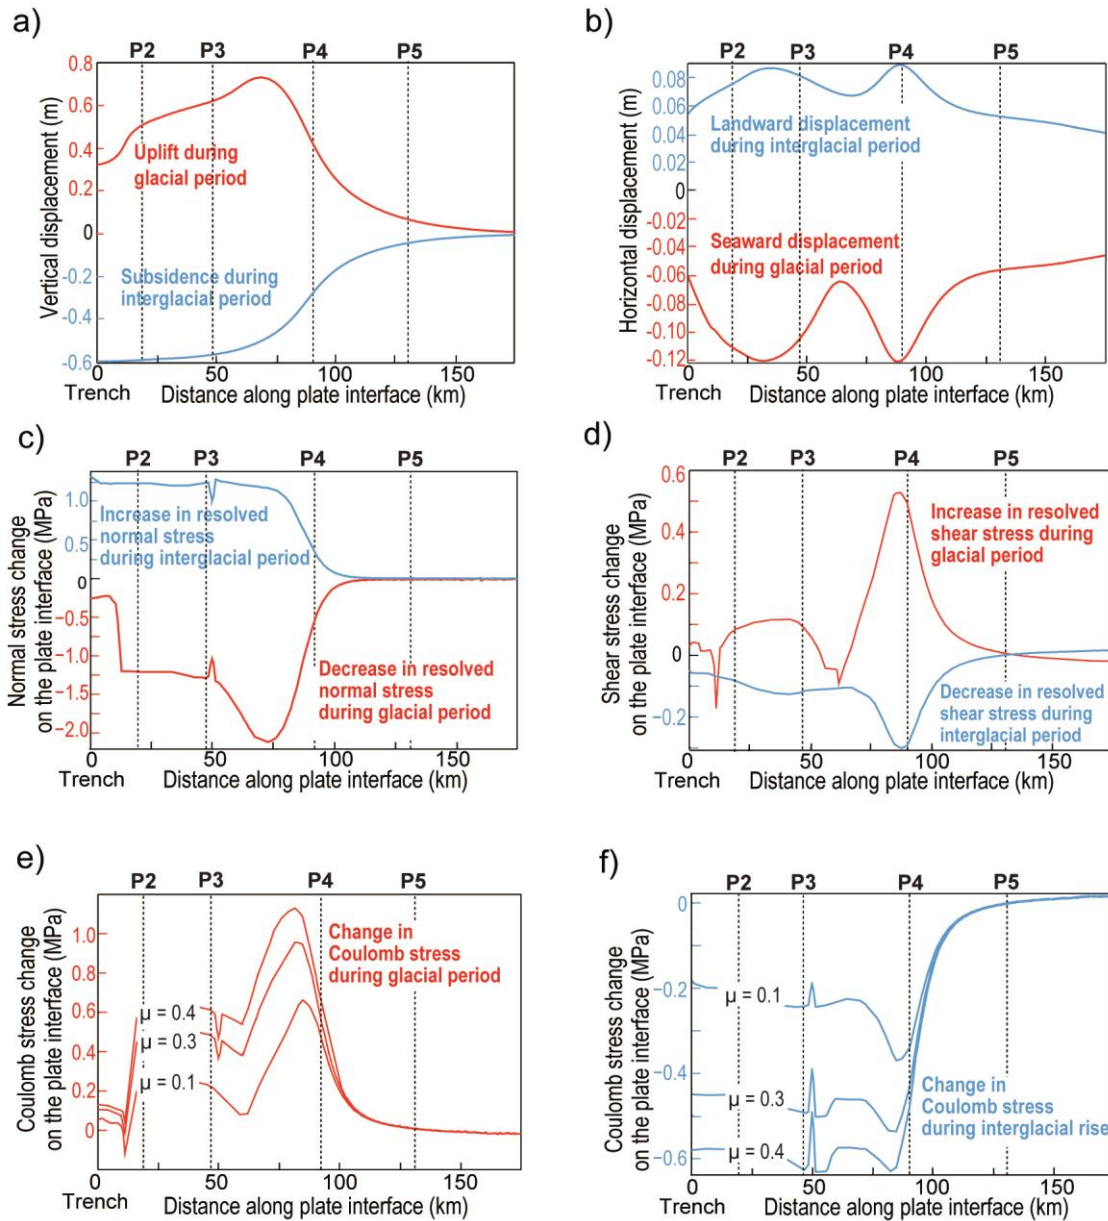 a)
P2 P3 P4 P5
Vertical displacement (m)
0.8
0.6
0.4
0.2
0
-0.2
-0.4
-0.6
Uplift during
glacial period
Subsidence during
interglacial period
0 50 100 150
Trench Distance along plate interface (km)
b)
P2 P3 P4 P5
Horizontal displacement (m)
0.08
0.06
0.04
0.02
0
-0.02
-0.04
-0.06
-0.08
-0.10
-0.12
Landward displacement
during interglacial period
Seaward displacement
during glacial period
0 50 100 150
Trench Distance along plate interface (km)
c)
P2 P3 P4 P5
Normal stress change
on the plate interface (MPa)
1.0
0.5
0
−0.5
−1.0
−1.5
−2.0
Increase in resolved
normal stress
during interglacial period
Decrease in resolved
normal stress
during glacial period
0 50 100 150
Trench Distance along plate interface (km)
d)
P2 P3 P4 P5
Shear stress change
on the plate interface (MPa)
0.6
0.4
0.2
0
−0.2
Increase in resolved
shear stress during
glacial period
Decrease in resolved
shear stress during
interglacial period
0 50 100 150
Trench Distance along plate interface (km)
e)
P2 P3 P4 P5
Coulomb stress change
on the plate interface (MPa)
1.0
0.8
0.6
0.4
0.2
0
Change in
Coulomb stress
during glacial period
μ = 0.4
μ = 0.3
μ = 0.1
0 50 100 150
Trench Distance along plate interface (km)
f)
P2 P3 P4 P5
Coulomb stress change
on the plate interface (MPa)
0
−0.2
−0.4
−0.6
μ = 0.1
μ = 0.3
μ = 0.4
Change in
Coulomb stress
during interglacial rise
0 50 100 150
Trench Distance along plate interface (km)